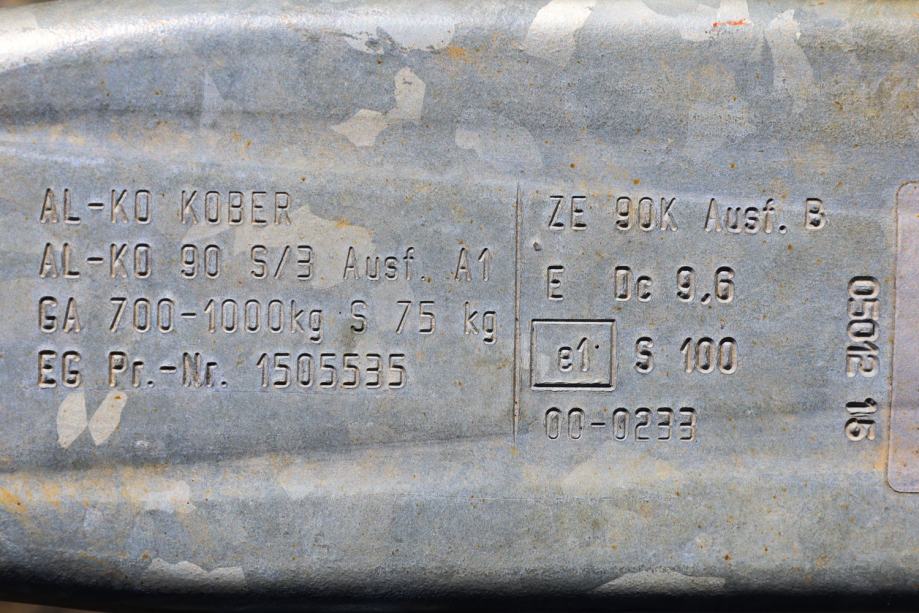 AL-KO KOBER
AL-KO 90 S/3 Ausf. A1
GA 700-1000kg S 75 kg
EG Pr.-Nr. 1505535
ZE 90K Ausf. B
E Dc 9,6
e1 S 100
00-0233
05012 15